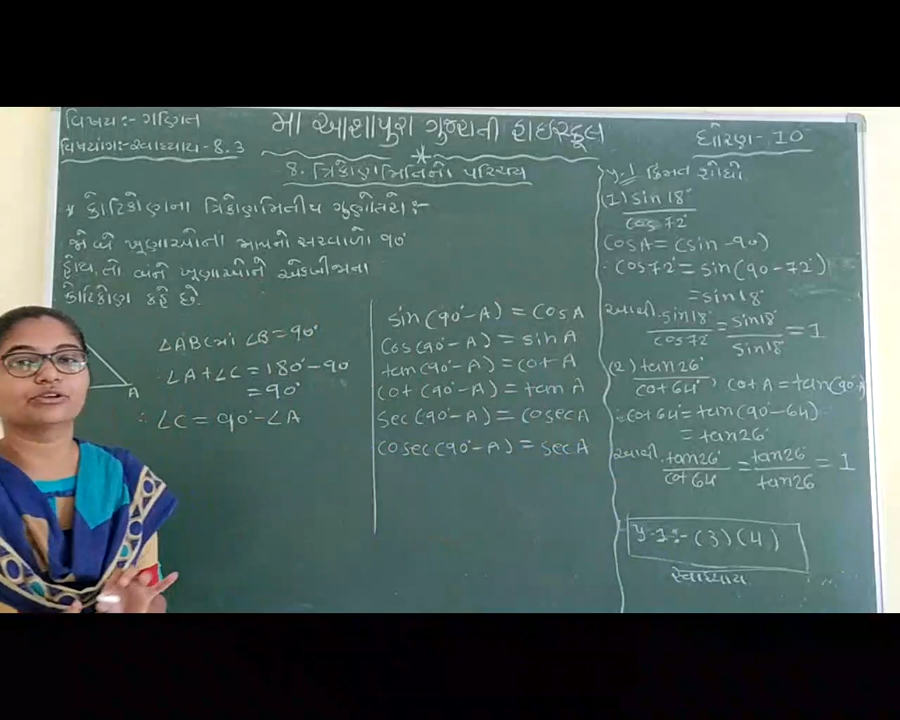 વિષય:- ગણિત
વિષયાંગ:- સ્વાધ્યાય - 8.3
મા આશાપુરા ગુજરાતી હાઇસ્કૂલ
ધોરણ - 10
8. ત્રિકોણમિતિનો પરિચય
* કોટિકોણના ત્રિકોણમિતીય ગુણોત્તરો :-
જો બે ખૂણાઓના માપનો સરવાળો 90°
હોય, તો બંને ખૂણાઓને એકબીજાના
કોટિકોણ કહે છે.
A
∠ABCમાં ∠B = 90°
∴ ∠A + ∠C = 180° - 90
= 90°
∴ ∠C = 90° - ∠A
sin (90° - A) = cos A
cos (90° - A) = sin A
tan (90° - A) = cot A
cot (90° - A) = tan A
sec (90° - A) = cosec A
cosec (90° - A) = sec A
પ્ર.1 કિંમત શોધો
(1) sin 18°
cos 72°
cos A = (sin - 90)
∴ cos 72° = sin (90 - 72°)
= sin 18°
આથી. sin 18° / cos 72° = sin 18° / sin 18° = 1
(2) tan 26° / cot 64°, cot A = tan (90° A)
∴ cot 64° = tan (90° - 64)
= tan 26°
આથી. tan 26° / cot 64 = tan 26 / tan 26 = 1
પ્ર-1 :- (3) (4)
સ્વાધ્યાય